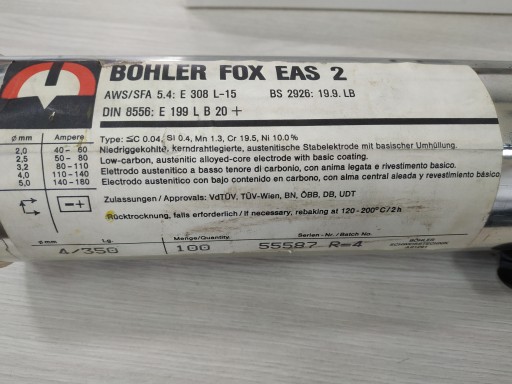 BÖHLER FOX EAS 2
AWS/SFA 5.4: E 308 L-15 BS 2926: 19.9. LB
DIN 8556: E 199 L B 20 +
ø mm Ampere
2,0 40 - 60
2,5 50 - 80
3,2 80 - 110
4,0 110 - 140
5,0 140 - 180
Type: ≤C 0.04, Si 0.4, Mn 1.3, Cr 19.5, Ni 10.0 %
Niedriggekohlte, kerndrahtlegierte, austenitische Stabelektrode mit basischer Umhüllung.
Low-carbon, austenitic alloyed-core electrode with basic coating.
Elettrodo austenitico a basso tenore di carbonio, con anima legata e rivestimento basico.
Electrodo austenitico con bajo contenido en carbono, con alma central aleada y revestimiento básico
Zulassungen / Approvals: VdTÜV, TÜV-Wien, BN, ÖBB, DB, UDT
=+
Rücktrocknung, falls erforderlich / If necessary, rebaking at 120 - 200°C / 2h
ø mm Lg. Menge/Quantity Serien - Nr. / Batch No.
4/350 100 55587 R=4
BÖHLER